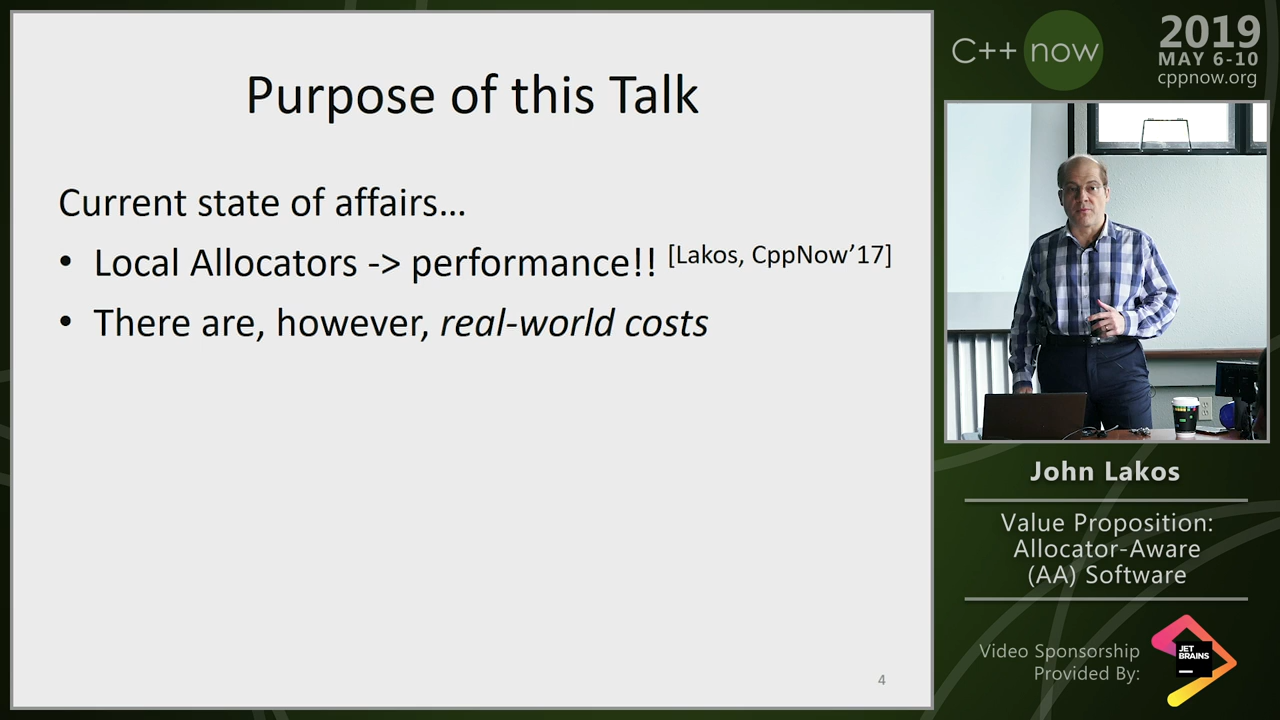 Purpose of this Talk
Current state of affairs...
• Local Allocators -> performance!! [Lakos, CppNow’17]
• There are, however, real-world costs
4
C++ now
2019
MAY 6-10
cppnow.org
John Lakos
Value Proposition:
Allocator-Aware
(AA) Software
Video Sponsorship
Provided By:
JET
BRAINS